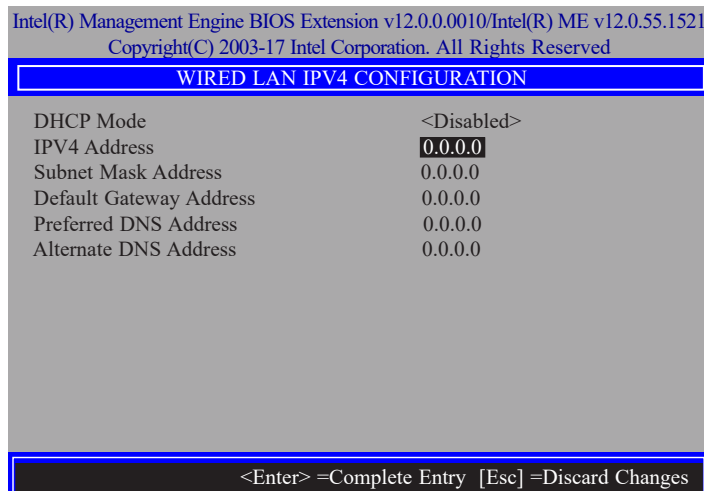 Intel(R) Management Engine BIOS Extension v12.0.0.0010/Intel(R) ME v12.0.55.1521
Copyright(C) 2003-17 Intel Corporation. All Rights Reserved
WIRED LAN IPV4 CONFIGURATION
DHCP Mode <Disabled>
IPV4 Address 0.0.0.0
Subnet Mask Address 0.0.0.0
Default Gateway Address 0.0.0.0
Preferred DNS Address 0.0.0.0
Alternate DNS Address 0.0.0.0
<Enter> =Complete Entry [Esc] =Discard Changes